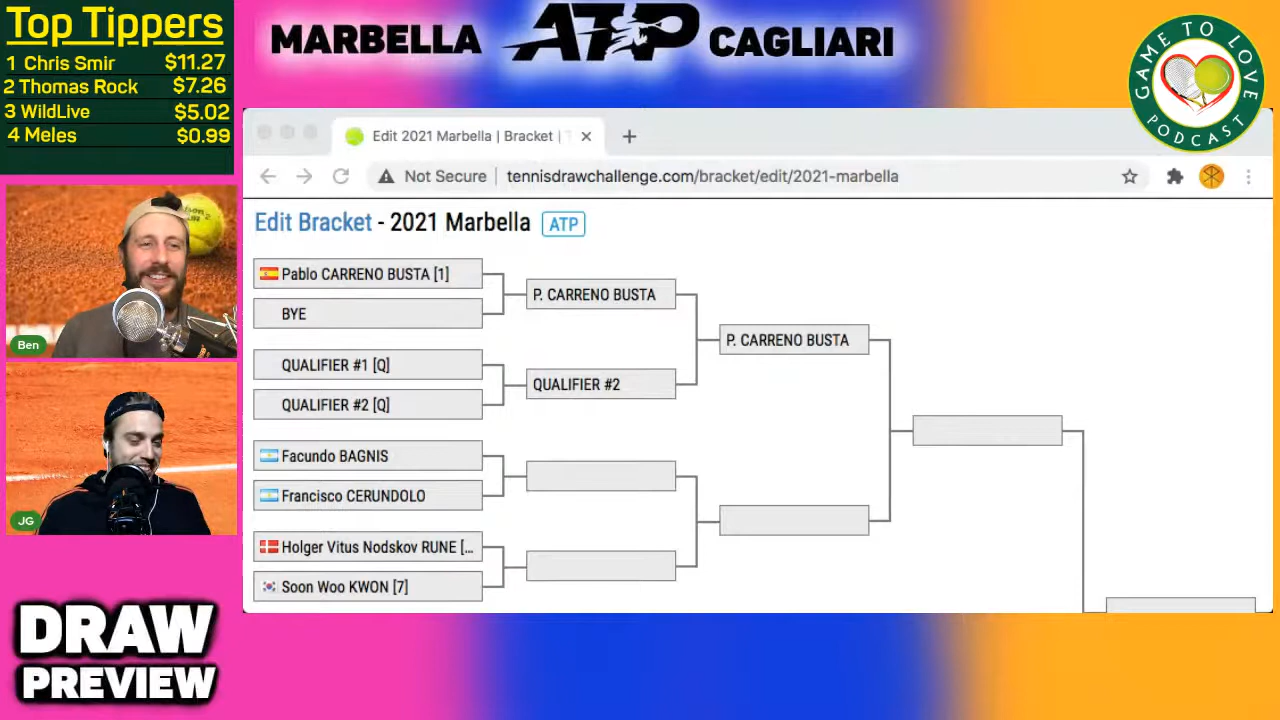 Top Tippers
1 Chris Smir $11.27
2 Thomas Rock $7.26
3 WildLive $5.02
4 Meles $0.99
MARBELLA ATP CAGLIARI
GAME TO LOVE
PODCAST
Edit 2021 Marbella | Bracket |
Not Secure | tennisdrawchallenge.com/bracket/edit/2021-marbella
Edit Bracket - 2021 Marbella ATP
Pablo CARRENO BUSTA [1]
BYE
QUALIFIER #1 [Q]
QUALIFIER #2 [Q]
Facundo BAGNIS
Francisco CERUNDOLO
Holger Vitus Nodskov RUNE [...
Soon Woo KWON [7]
P. CARRENO BUSTA
QUALIFIER #2
P. CARRENO BUSTA
Ben
JG
DRAW
PREVIEW